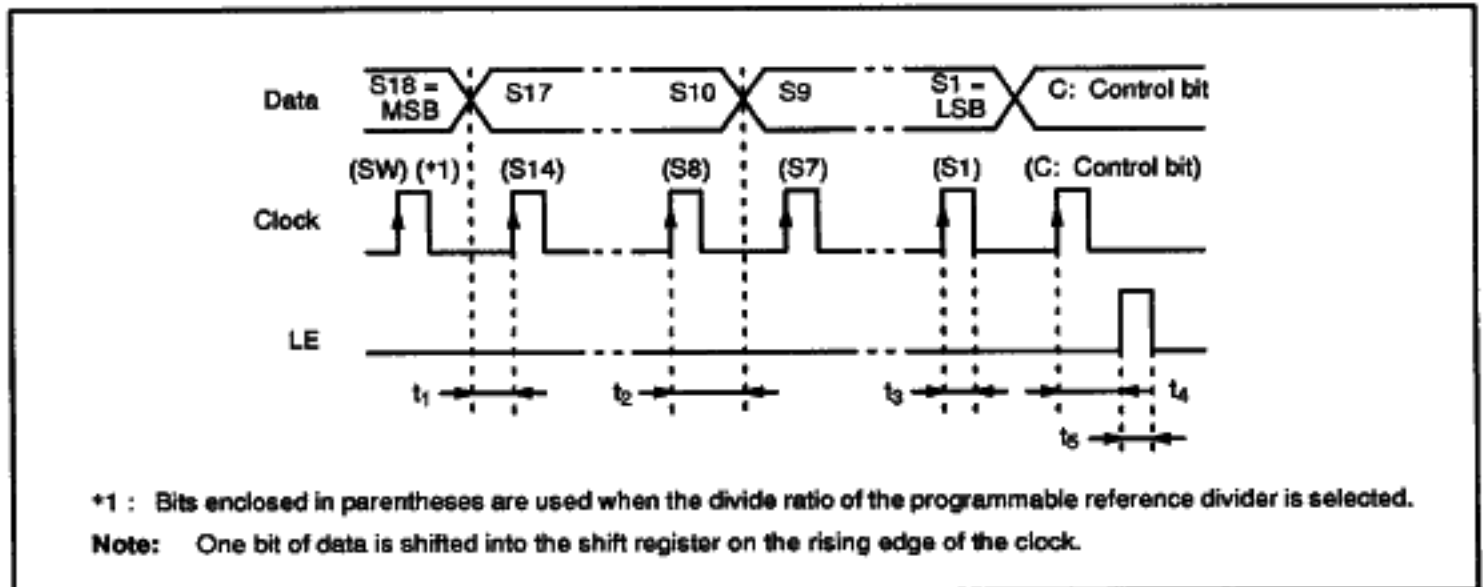 Data
S18 = MSB
S17
S10
S9
S1 = LSB
C: Control bit
(SW) (*1)
(S14)
(S8)
(S7)
(S1)
(C: Control bit)
Clock
LE
t1
t2
t3
t4
t5
*1 : Bits enclosed in parentheses are used when the divide ratio of the programmable reference divider is selected.
Note: One bit of data is shifted into the shift register on the rising edge of the clock.